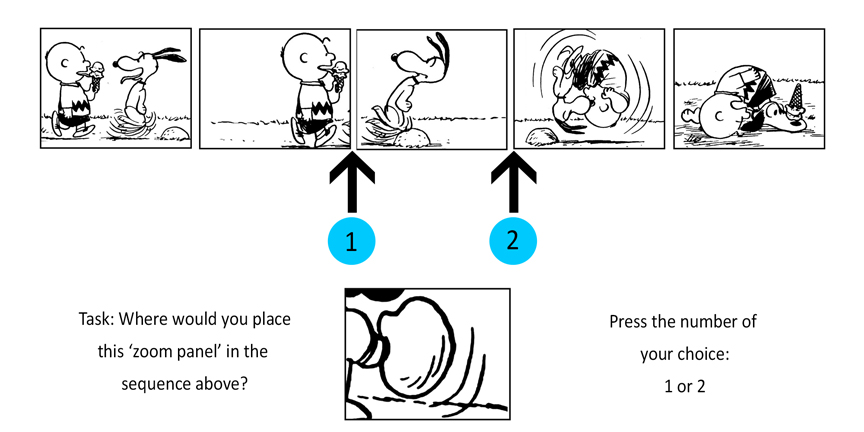 1
2
Task: Where would you place
this ‘zoom panel’ in the
sequence above?
Press the number of
your choice:
1 or 2